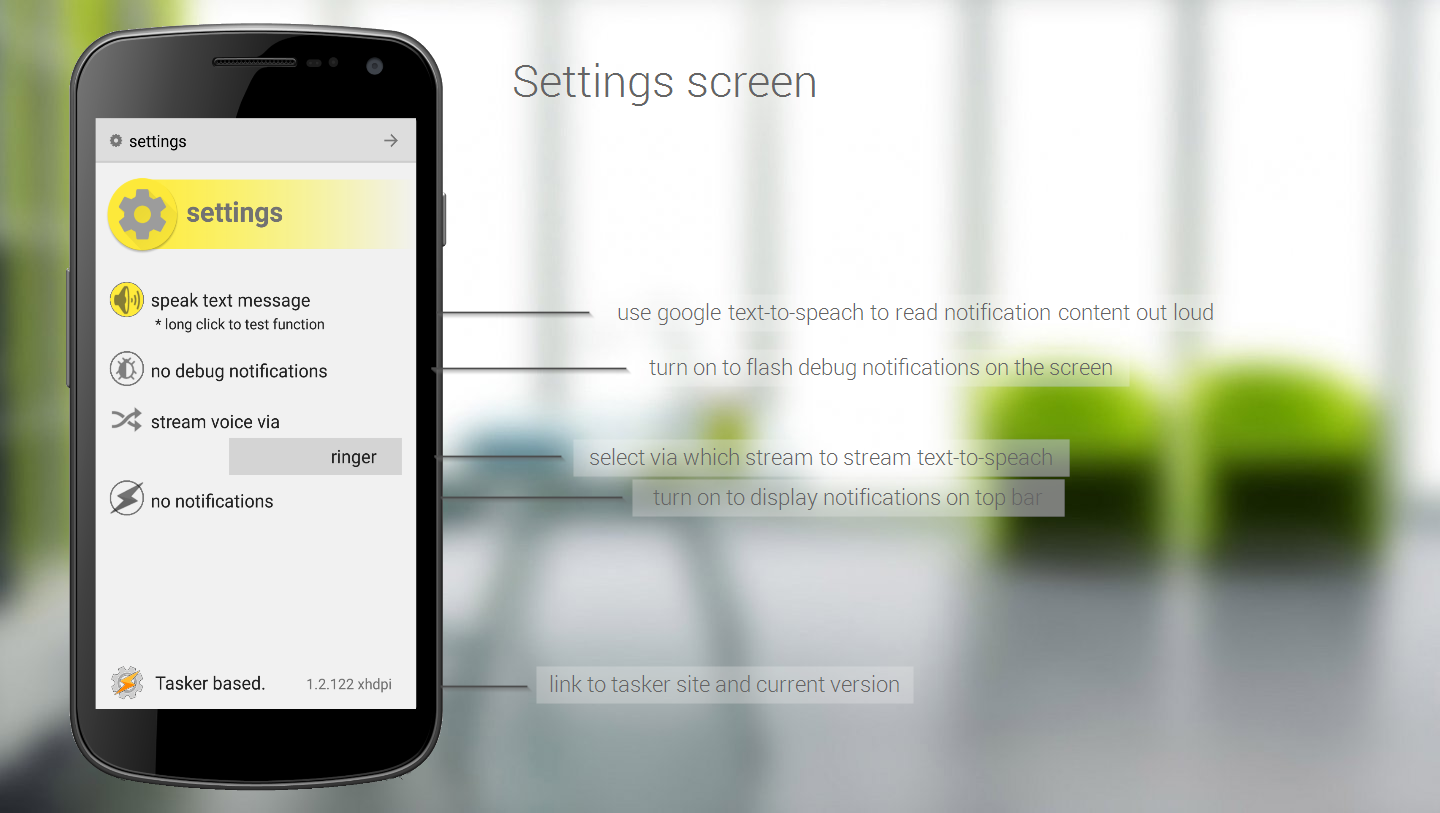 Settings screen
settings
settings
speak text message
* long click to test function
use google text-to-speach to read notification content out loud
no debug notifications
turn on to flash debug notifications on the screen
stream voice via
ringer
select via which stream to stream text-to-speach
no notifications
turn on to display notifications on top bar
Tasker based.
1.2.122 xhdpi
link to tasker site and current version